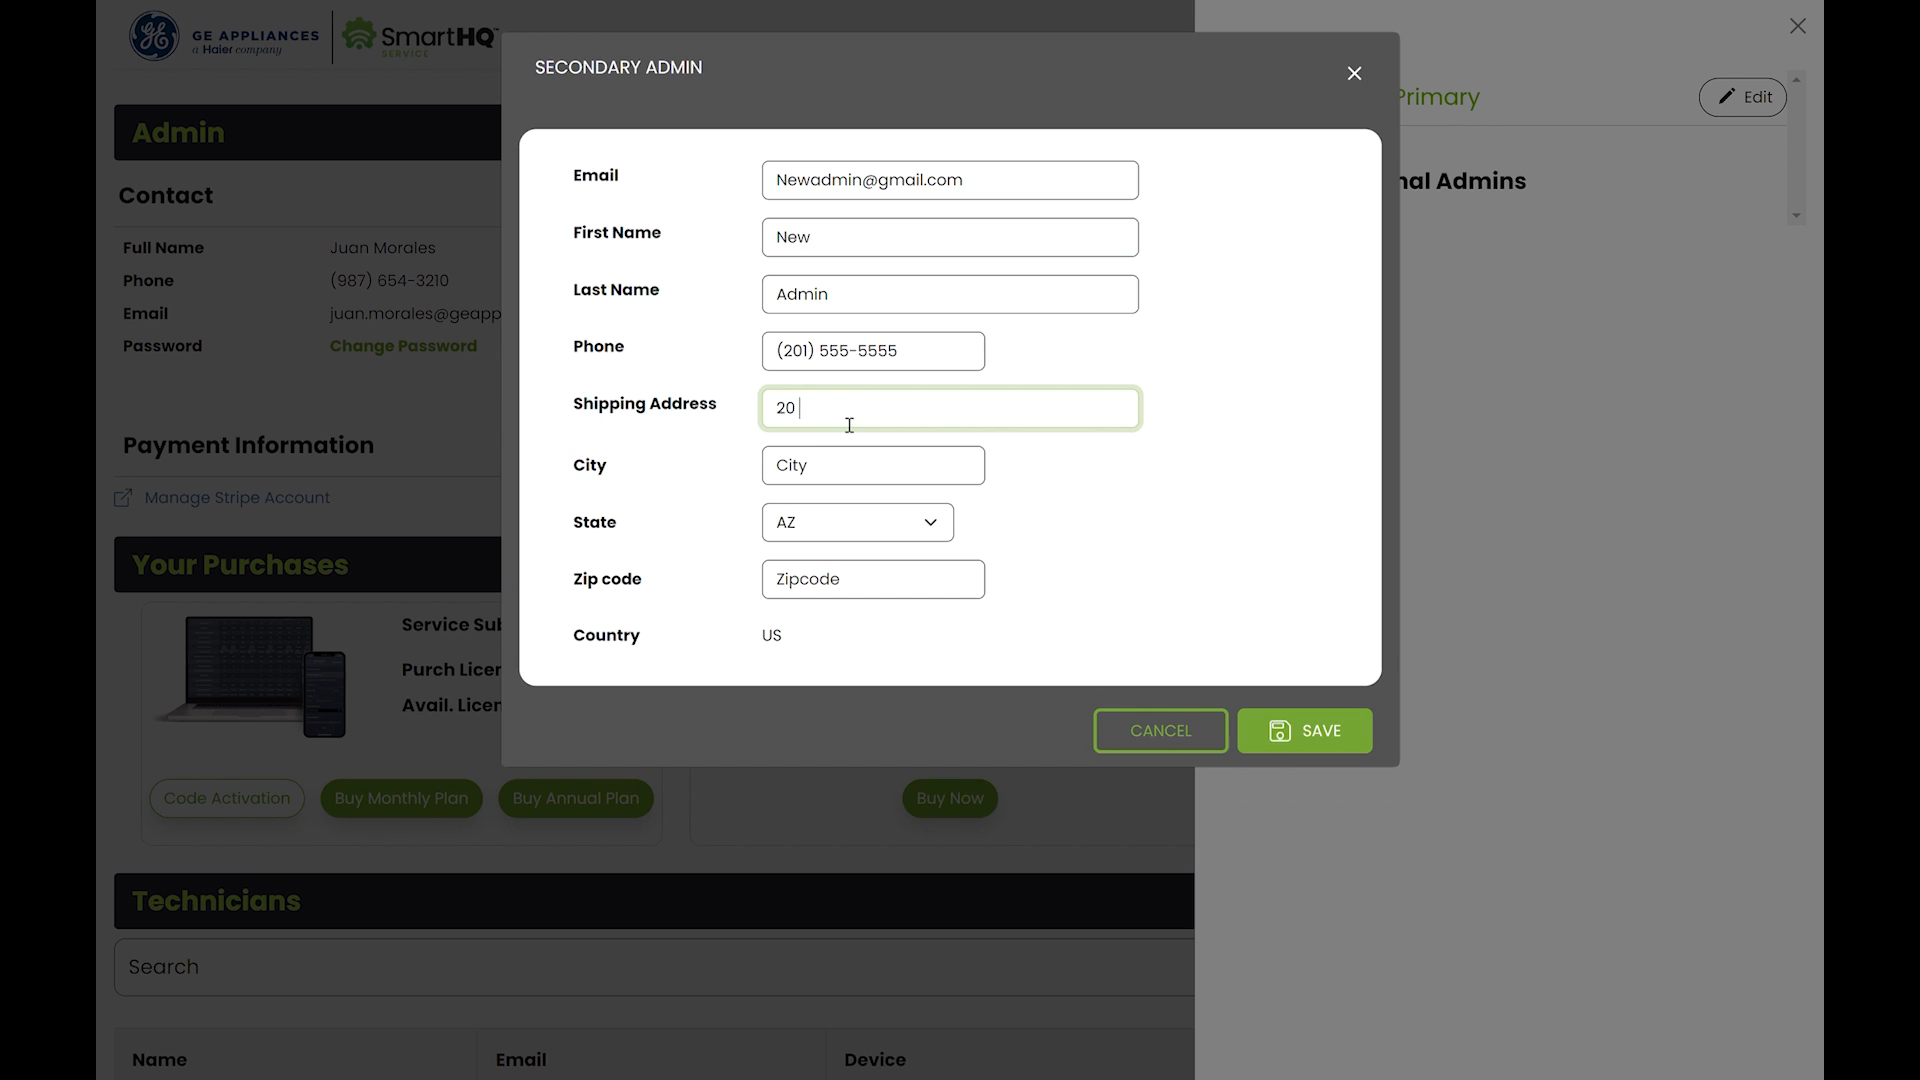 GE APPLIANCES
a Haier company
SmartHQ
SERVICE
Admin
Contact
Full Name Juan Morales
Phone (987) 654-3210
Email juan.morales@geapp
Password Change Password
Payment Information
Manage Stripe Account
Your Purchases
Service Sub
Purch Licen
Avail. Licen
Code Activation Buy Monthly Plan Buy Annual Plan Buy Now
Technicians
Search
Name Email Device
SECONDARY ADMIN
Email Newadmin@gmail.com
First Name New
Last Name Admin
Phone (201) 555-5555
Shipping Address 20
City City
State AZ
Zip code Zipcode
Country US
CANCEL SAVE
Primary Edit
nal Admins